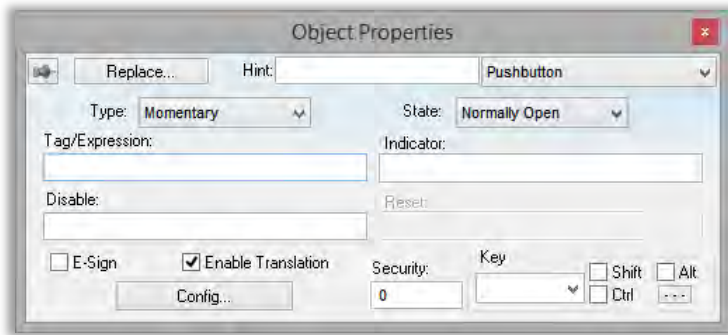 Object Properties
x
Replace... Hint: Pushbutton
Type: Momentary State: Normally Open
Tag/Expression: Indicator:
Disable: Reset:
E-Sign Enable Translation Security: Key Shift Alt
Config... 0 Ctrl ...